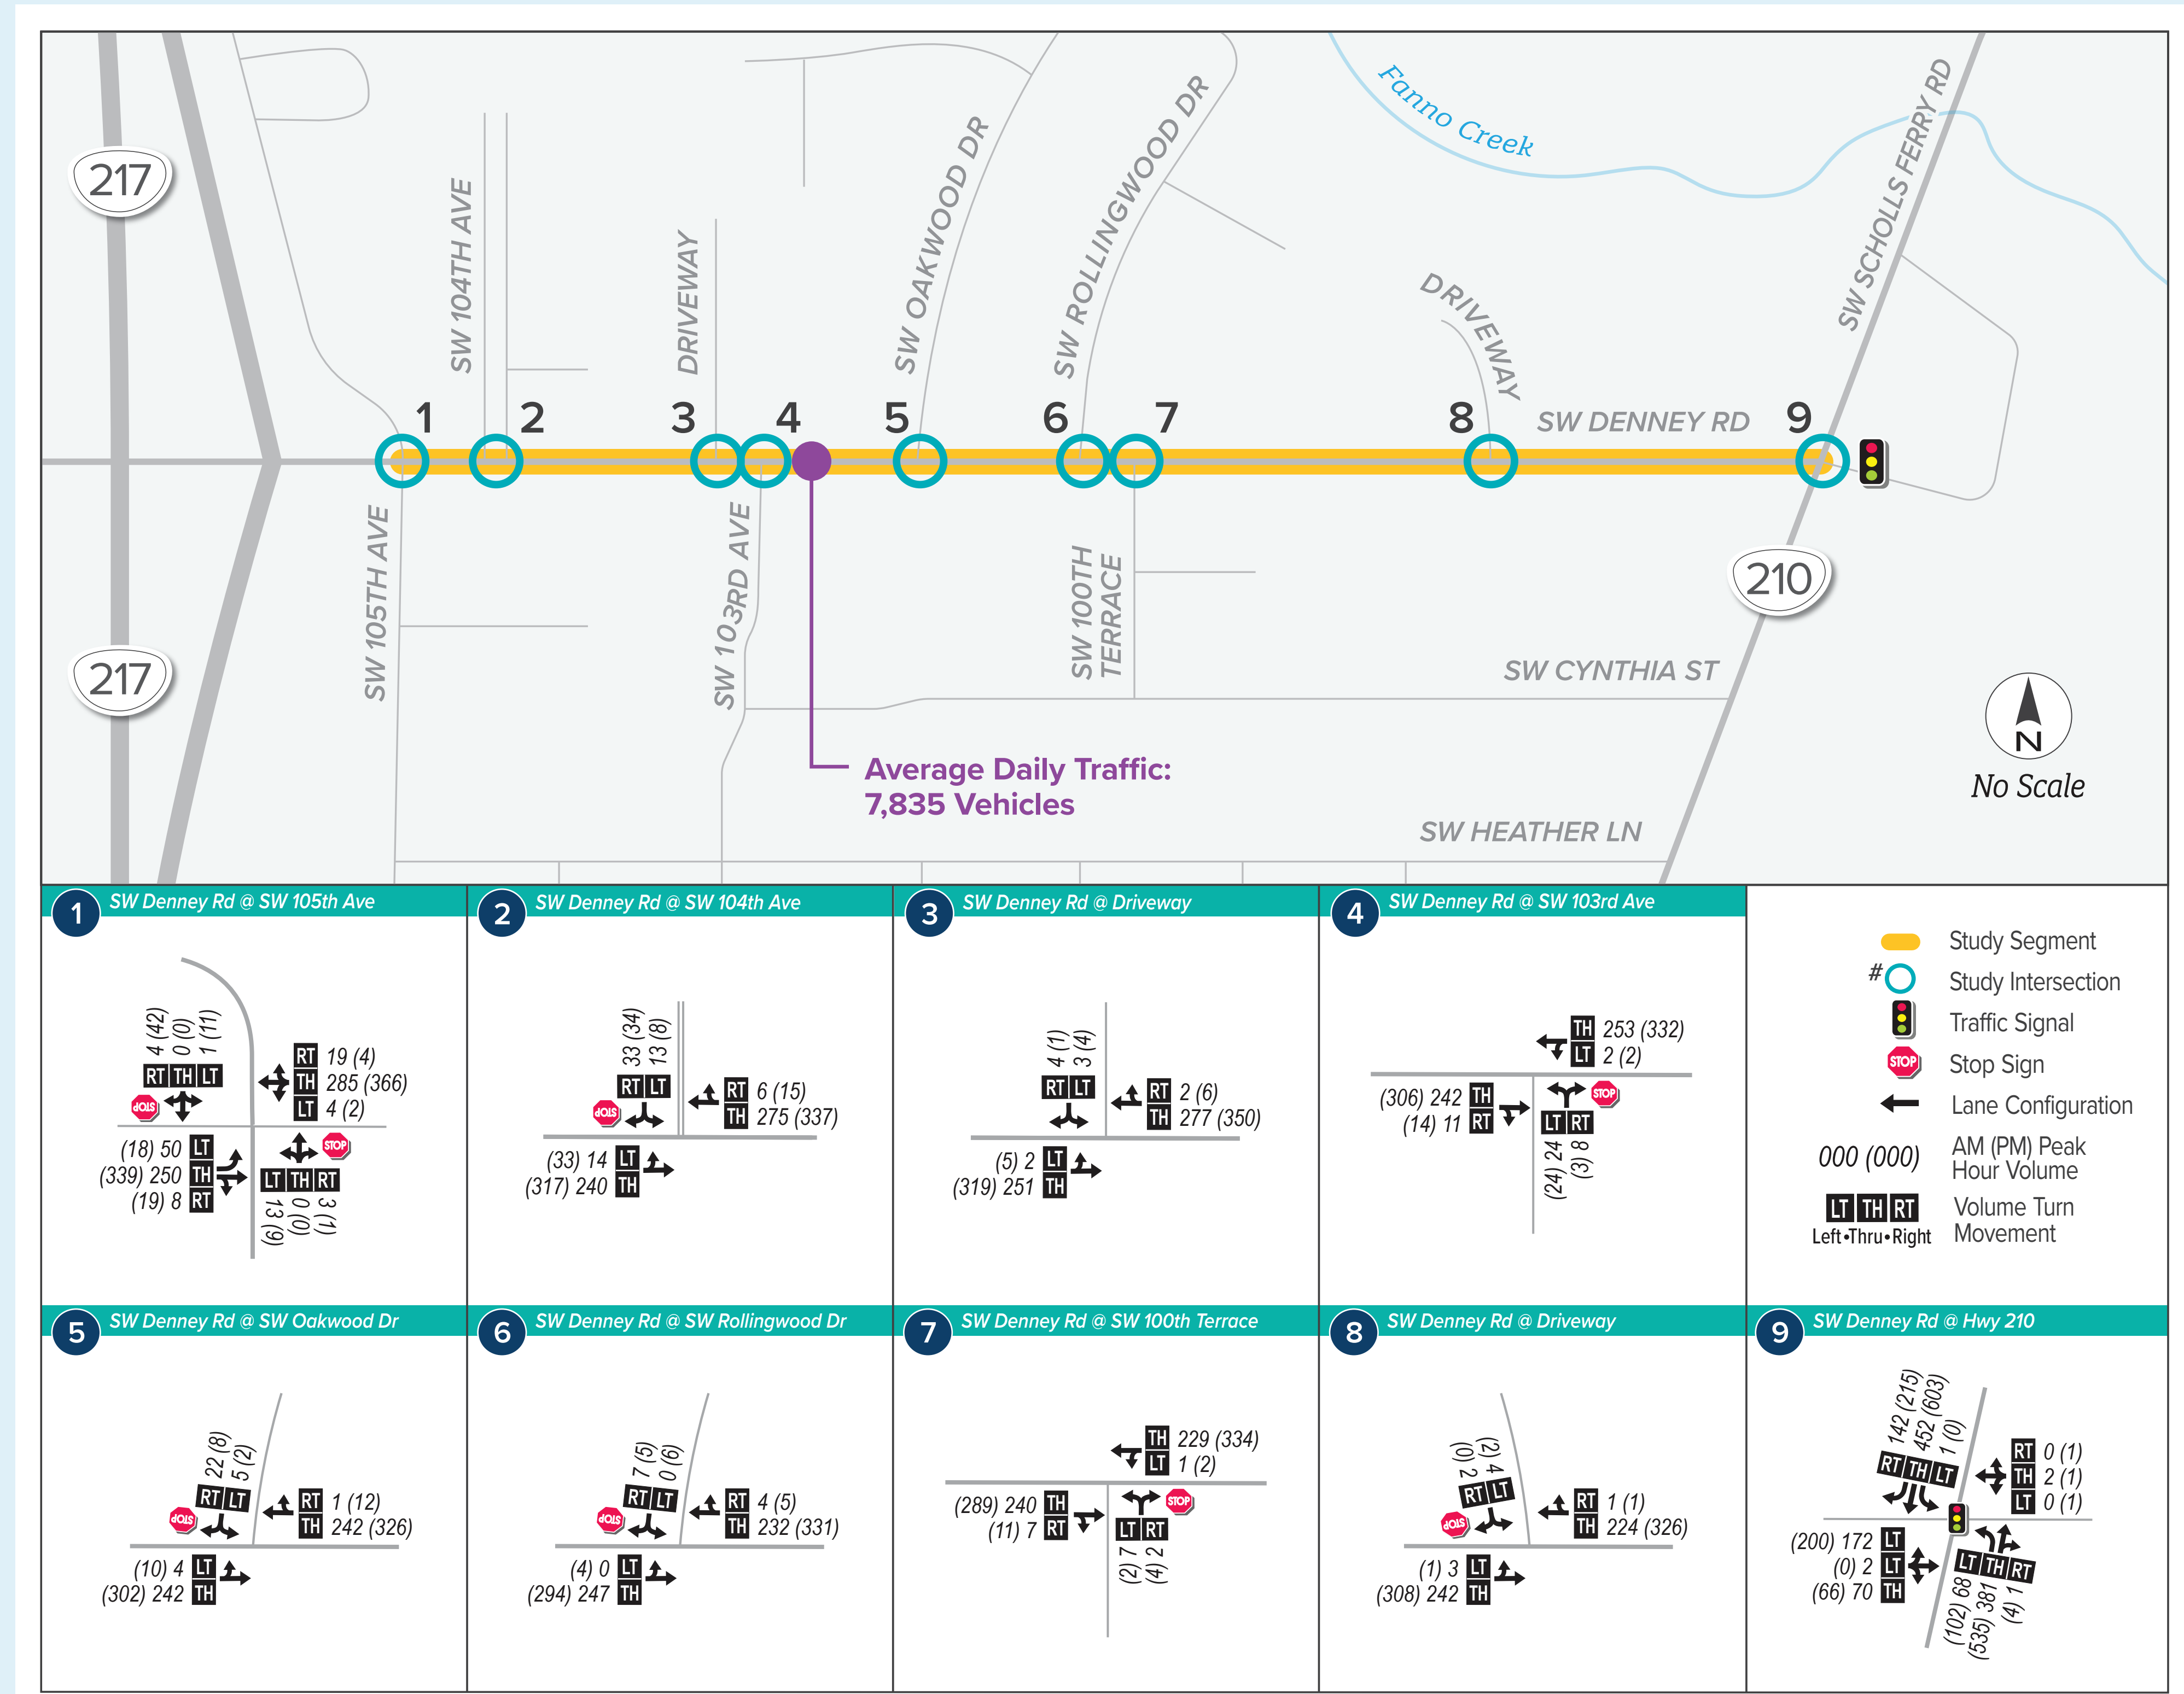 217
217
SW 104TH AVE
DRIVEWAY
SW OAKWOOD DR
SW ROLLINGWOOD DR
Fanno Creek
DRIVEWAY
SW SCHOLLS FERRY RD
1
2
3
4
5
6
7
8
9
SW DENNEY RD
SW 105TH AVE
SW 103RD AVE
SW 100TH
TERRACE
210
SW CYNTHIA ST
SW HEATHER LN
Average Daily Traffic:
7,835 Vehicles
N
No Scale
1 SW Denney Rd @ SW 105th Ave
4 (42)
0 (0)
1 (11)
RT TH LT
STOP
RT 19 (4)
TH 285 (366)
LT 4 (2)
(18) 50 LT
(339) 250 TH
(19) 8 RT
STOP
LT TH RT
13 (9)
0 (0)
3 (1)
2 SW Denney Rd @ SW 104th Ave
33 (34)
13 (8)
RT LT
STOP
RT 6 (15)
TH 275 (337)
(33) 14 LT
(317) 240 TH
3 SW Denney Rd @ Driveway
4 (1)
3 (4)
RT LT
RT 2 (6)
TH 277 (350)
(5) 2 LT
(319) 251 TH
4 SW Denney Rd @ SW 103rd Ave
TH 253 (332)
LT 2 (2)
(306) 242 TH
(14) 11 RT
STOP
LT RT
(24) 24
(3) 8
Study Segment
# Study Intersection
Traffic Signal
STOP Stop Sign
Lane Configuration
000 (000) AM (PM) Peak
Hour Volume
LT TH RT Volume Turn
Left•Thru•Right Movement
5 SW Denney Rd @ SW Oakwood Dr
22 (8)
5 (2)
RT LT
STOP
RT 1 (12)
TH 242 (326)
(10) 4 LT
(302) 242 TH
6 SW Denney Rd @ SW Rollingwood Dr
7 (5)
0 (6)
RT LT
STOP
RT 4 (5)
TH 232 (331)
(4) 0 LT
(294) 247 TH
7 SW Denney Rd @ SW 100th Terrace
TH 229 (334)
LT 1 (2)
(289) 240 TH
(11) 7 RT
STOP
LT RT
(2) 7
(4) 2
8 SW Denney Rd @ Driveway
(0) 2
(2) 4
RT LT
STOP
RT 1 (1)
TH 224 (326)
(1) 3 LT
(308) 242 TH
9 SW Denney Rd @ Hwy 210
142 (215)
452 (603)
1 (0)
RT TH LT
RT 0 (1)
TH 2 (1)
LT 0 (1)
(200) 172 LT
(0) 2 LT
(66) 70 TH
LT TH RT
(102) 68
(535) 381
(4) 1